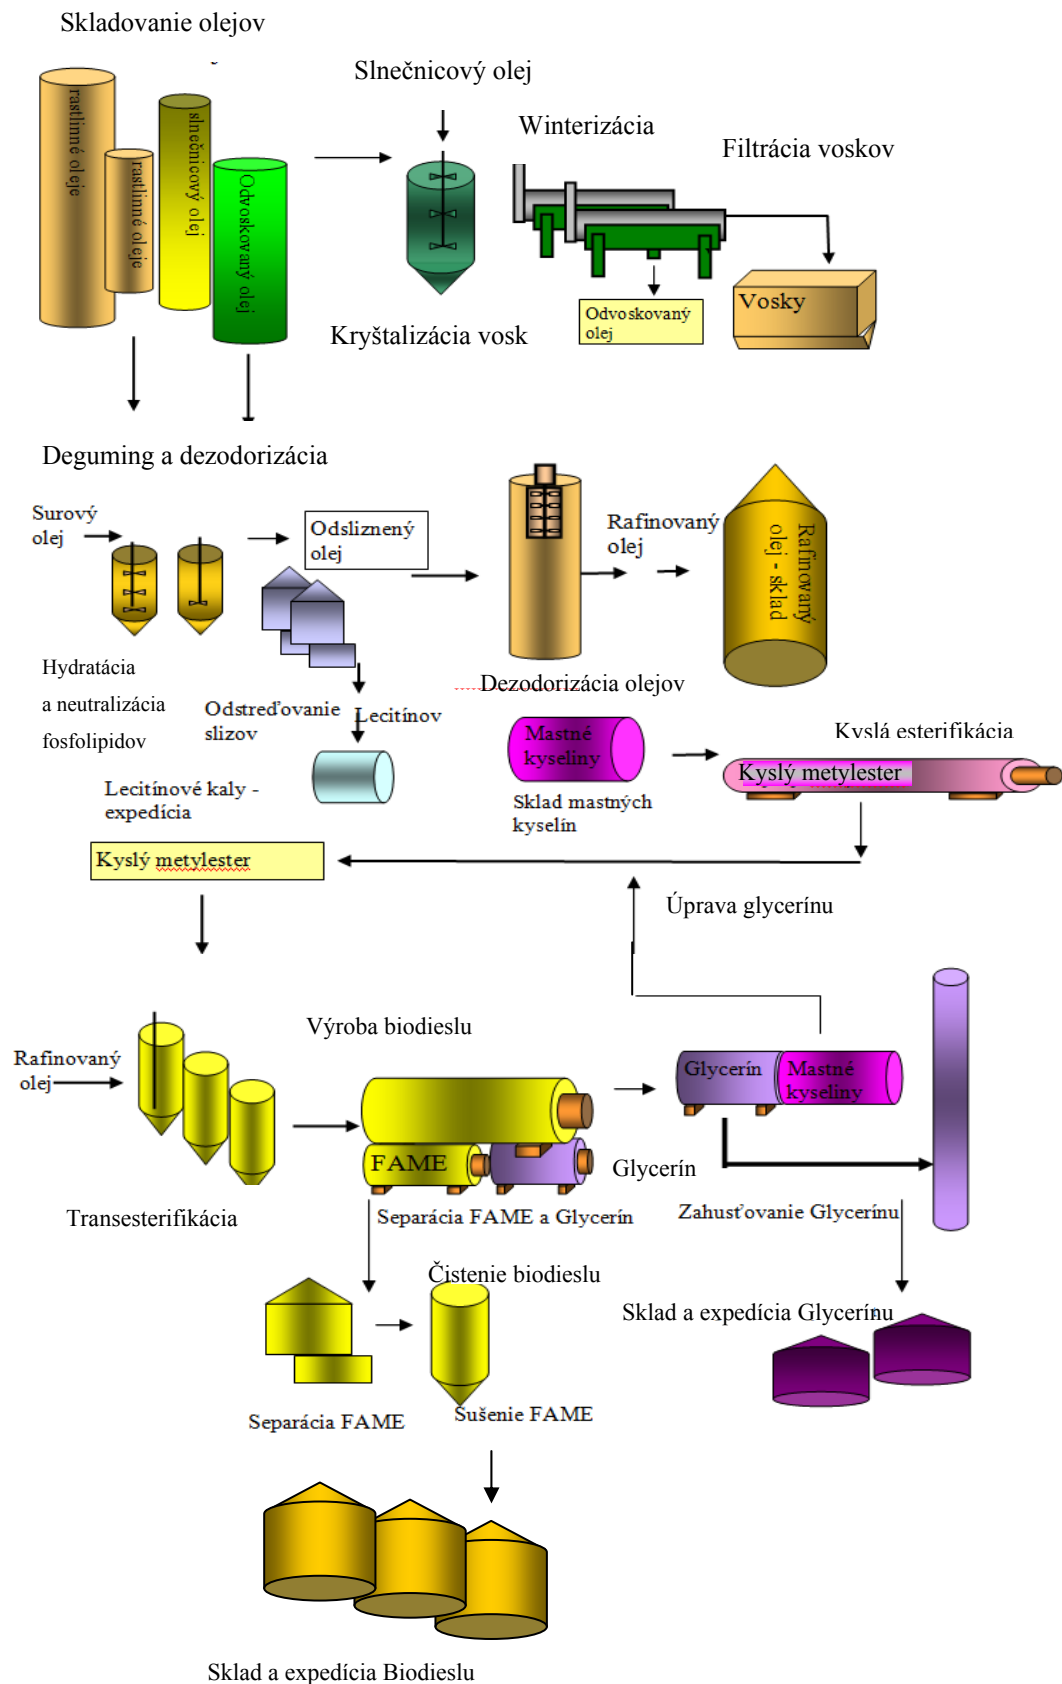 Skladovanie olejov
Slnečnicový olej
Winterizácia
Filtrácia voskov
rastlinné oleje
rastlinné oleje
slnečnicový olej
Odvoskovaný olej
Kryštalizácia vosk
Odvoskovaný
olej
Vosky
Deguming a dezodorizácia
Surový
olej
Odsliznený
olej
Rafinovaný
olej
Rafinovaný
olej - sklad
Hydratácia
a neutralizácia
fosfolipidov
Odstreďovanie
slizov
Lecitínov
Dezodorizácia olejov
Lecitínové kaly -
expedícia
Mastné
kyseliny
Sklad mastných
kyselín
Kyslá esterifikácia
Kyslý metylester
Kyslý metylester
Úprava glycerínu
Výroba biodieslu
Rafinovaný
olej
Glycerín
Mastné
kyseliny
FAME
Glycerín
Transesterifikácia
Separácia FAME a Glycerín
Zahusťovanie Glycerínu
Čistenie biodieslu
Sklad a expedícia Glycerínu
Separácia FAME
Sušenie FAME
Sklad a expedícia Biodieslu